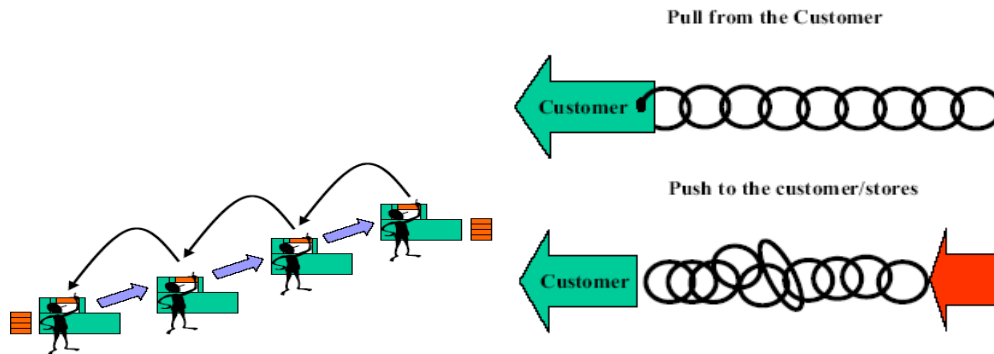 Pull from the Customer
Customer
Push to the customer/stores
Customer